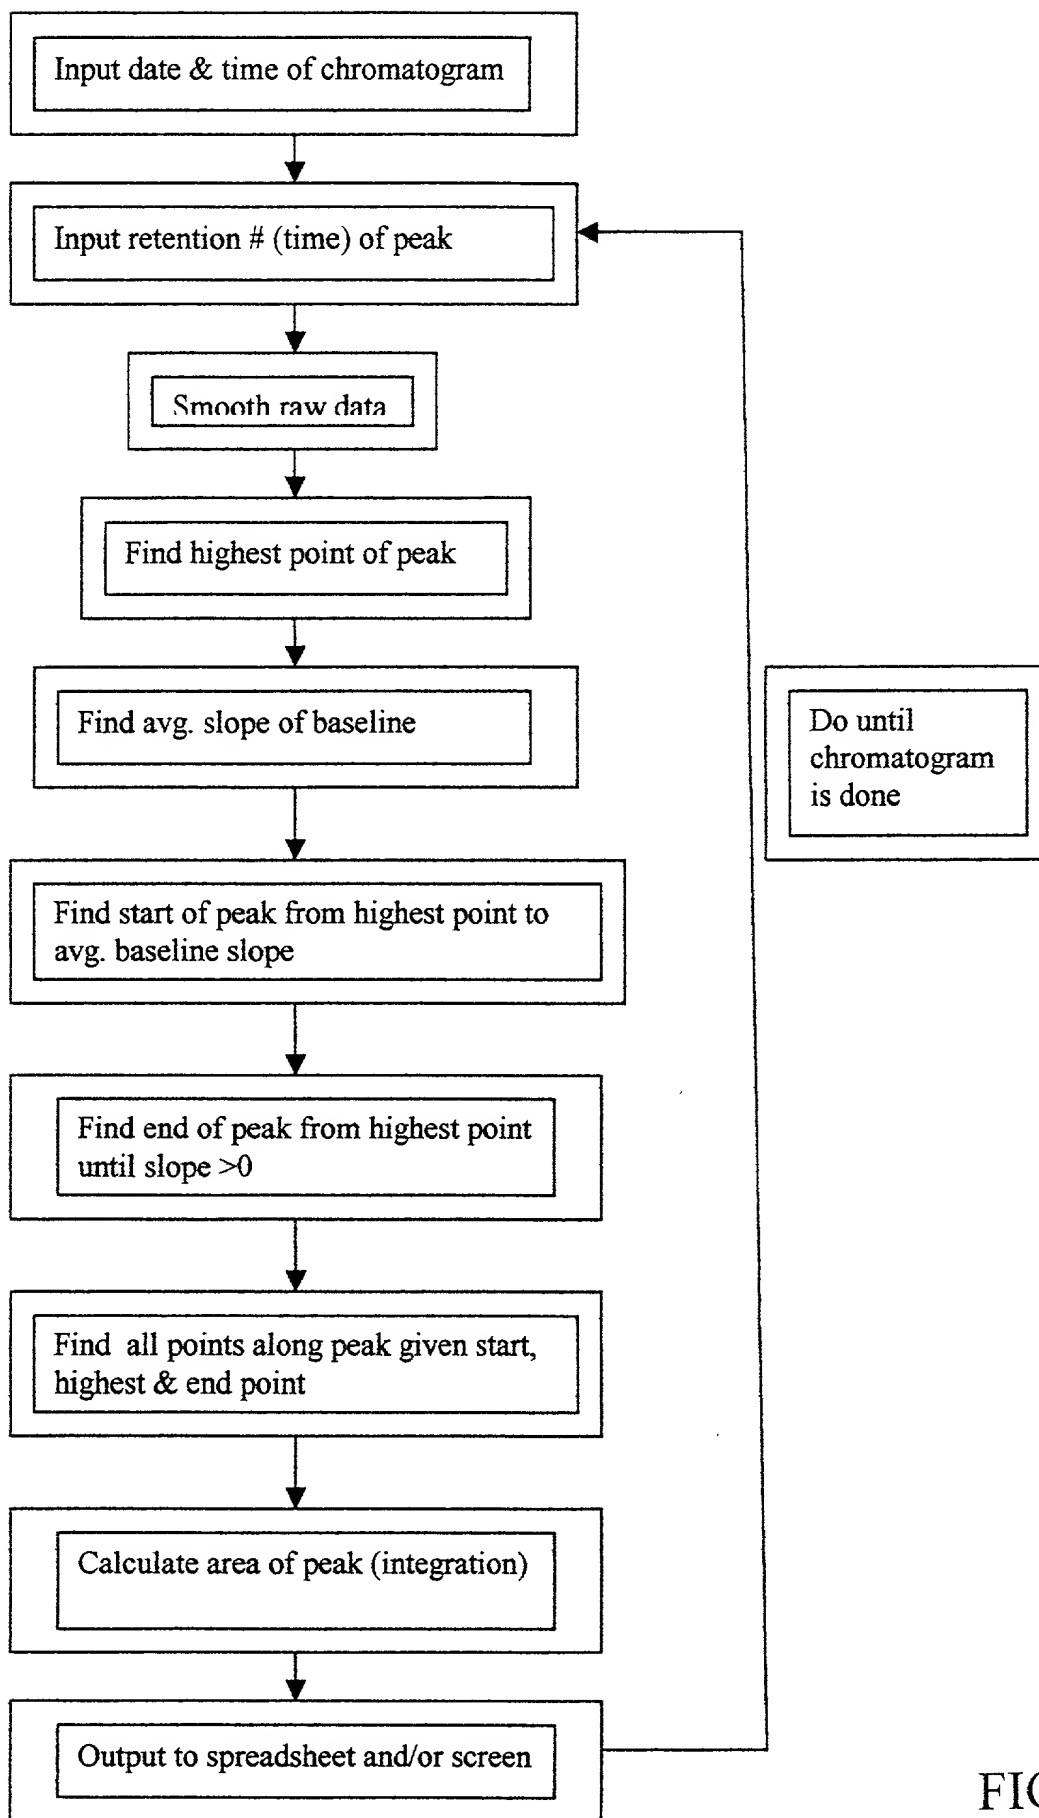 Input date & time of chromatogram
Input retention # (time) of peak
Smooth raw data
Find highest point of peak
Find avg. slope of baseline
Do until
chromatogram
is done
Find start of peak from highest point to
avg. baseline slope
Find end of peak from highest point
until slope >0
Find  all points along peak given start,
highest & end point
Calculate area of peak (integration)
Output to spreadsheet and/or screen